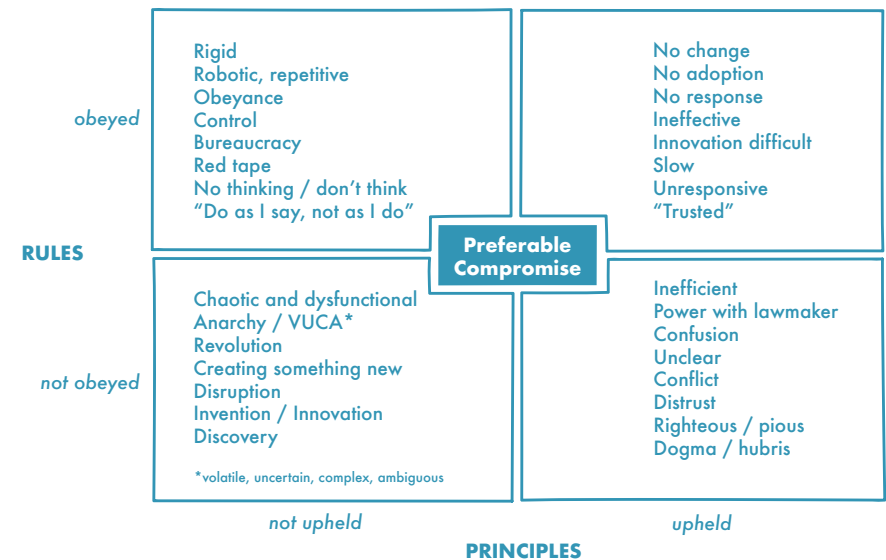 obeyed
Rigid
Robotic, repetitive
Obeyance
Control
Bureaucracy
Red tape
No thinking / don’t think
“Do as I say, not as I do”
No change
No adoption
No response
Ineffective
Innovation difficult
Slow
Unresponsive
“Trusted”
RULES
Preferable
Compromise
not obeyed
Chaotic and dysfunctional
Anarchy / VUCA*
Revolution
Creating something new
Disruption
Invention / Innovation
Discovery
*volatile, uncertain, complex, ambiguous
Inefficient
Power with lawmaker
Confusion
Unclear
Conflict
Distrust
Righteous / pious
Dogma / hubris
not upheld
upheld
PRINCIPLES